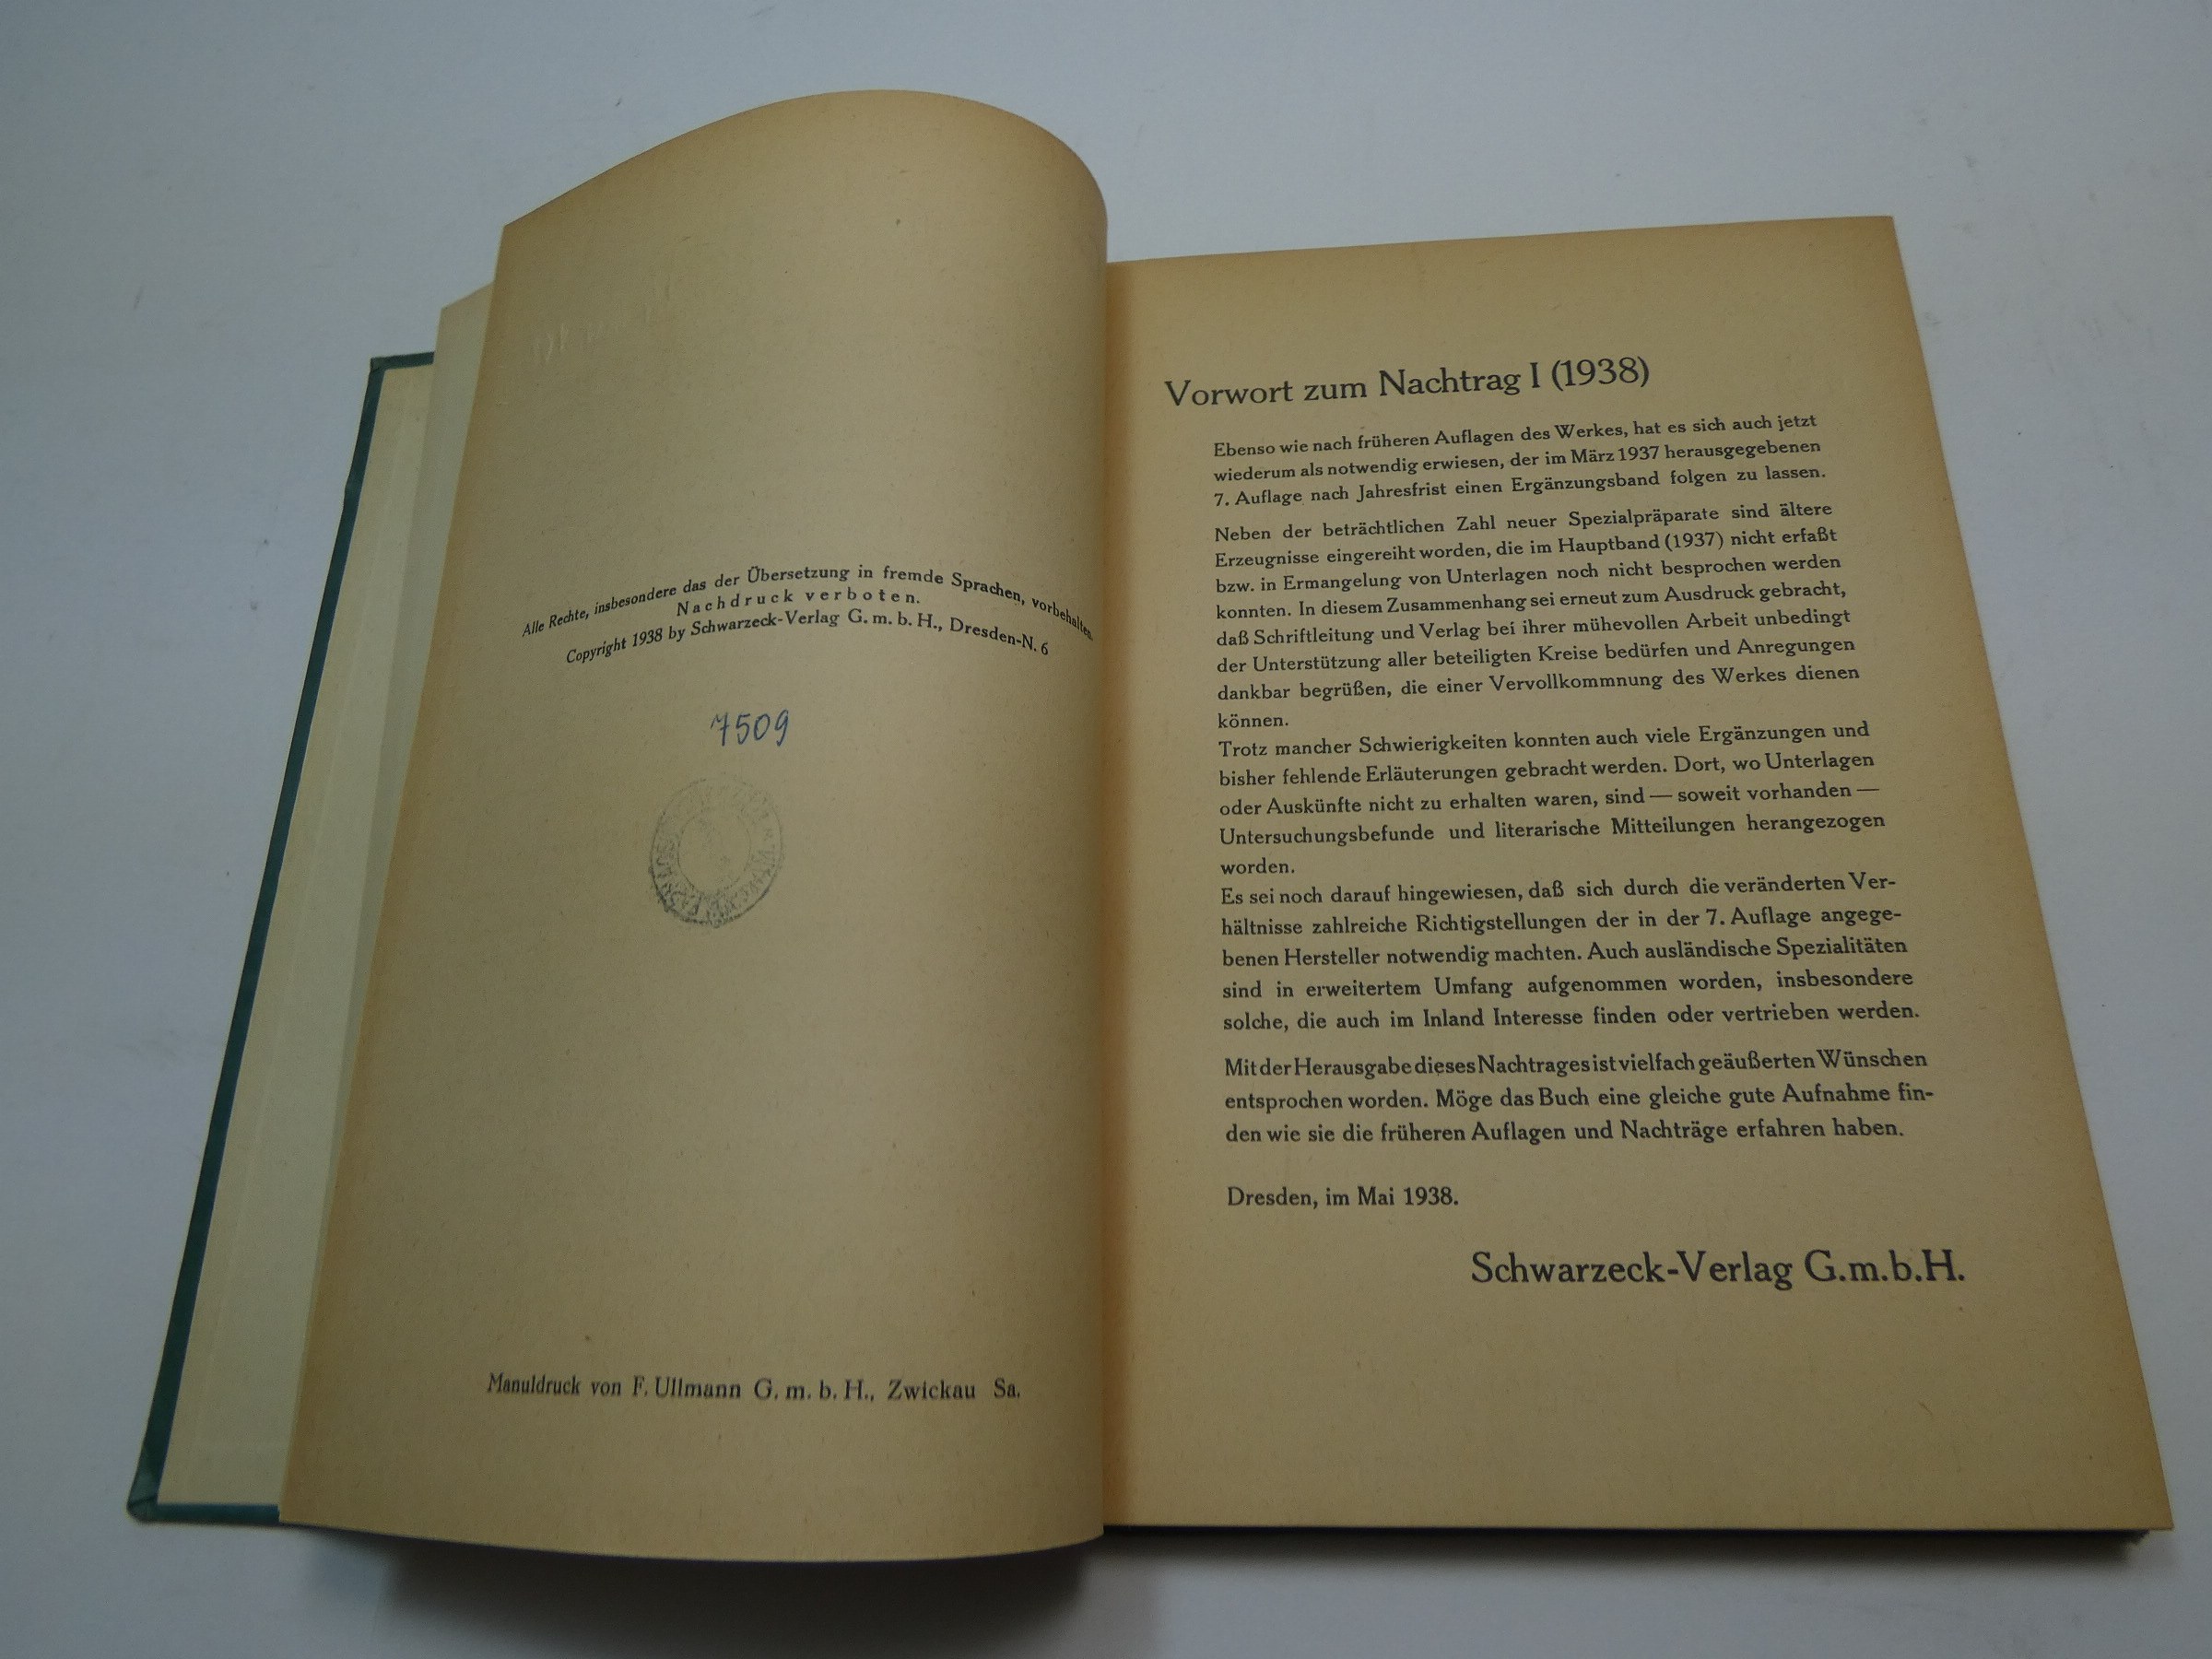 Alle Rechte, insbesondere das der Übersetzung in fremde Sprachen, vorbehalten.
Nachdruck verboten.
Copyright 1938 by Schwarzeck-Verlag G. m. b. H., Dresden-N. 6
7509
Manuldruck von F. Ullmann G. m. b. H., Zwickau Sa.
Vorwort zum Nachtrag I (1938)
Ebenso wie nach früheren Auflagen des Werkes, hat es sich auch jetzt
wiederum als notwendig erwiesen, der im März 1937 herausgegebenen
7. Auflage nach Jahresfrist einen Ergänzungsband folgen zu lassen.
Neben der beträchtlichen Zahl neuer Spezialpräparate sind ältere
Erzeugnisse eingereiht worden, die im Hauptband (1937) nicht erfaßt
bzw. in Ermangelung von Unterlagen noch nicht besprochen werden
konnten. In diesem Zusammenhang sei erneut zum Ausdruck gebracht,
daß Schriftleitung und Verlag bei ihrer mühevollen Arbeit unbedingt
der Unterstützung aller beteiligten Kreise bedürfen und Anregungen
dankbar begrüßen, die einer Vervollkommnung des Werkes dienen
können.
Trotz mancher Schwierigkeiten konnten auch viele Ergänzungen und
bisher fehlende Erläuterungen gebracht werden. Dort, wo Unterlagen
oder Auskünfte nicht zu erhalten waren, sind — soweit vorhanden —
Untersuchungsbefunde und literarische Mitteilungen herangezogen
worden.
Es sei noch darauf hingewiesen, daß sich durch die veränderten Ver-
hältnisse zahlreiche Richtigstellungen der in der 7. Auflage angege-
benen Hersteller notwendig machten. Auch ausländische Spezialitäten
sind in erweitertem Umfang aufgenommen worden, insbesondere
solche, die auch im Inland Interesse finden oder vertrieben werden.
Mit der Herausgabe dieses Nachtrages ist vielfach geäußerten Wünschen
entsprochen worden. Möge das Buch eine gleiche gute Aufnahme fin-
den wie sie die früheren Auflagen und Nachträge erfahren haben.
Dresden, im Mai 1938.
Schwarzeck-Verlag G.m.b.H.